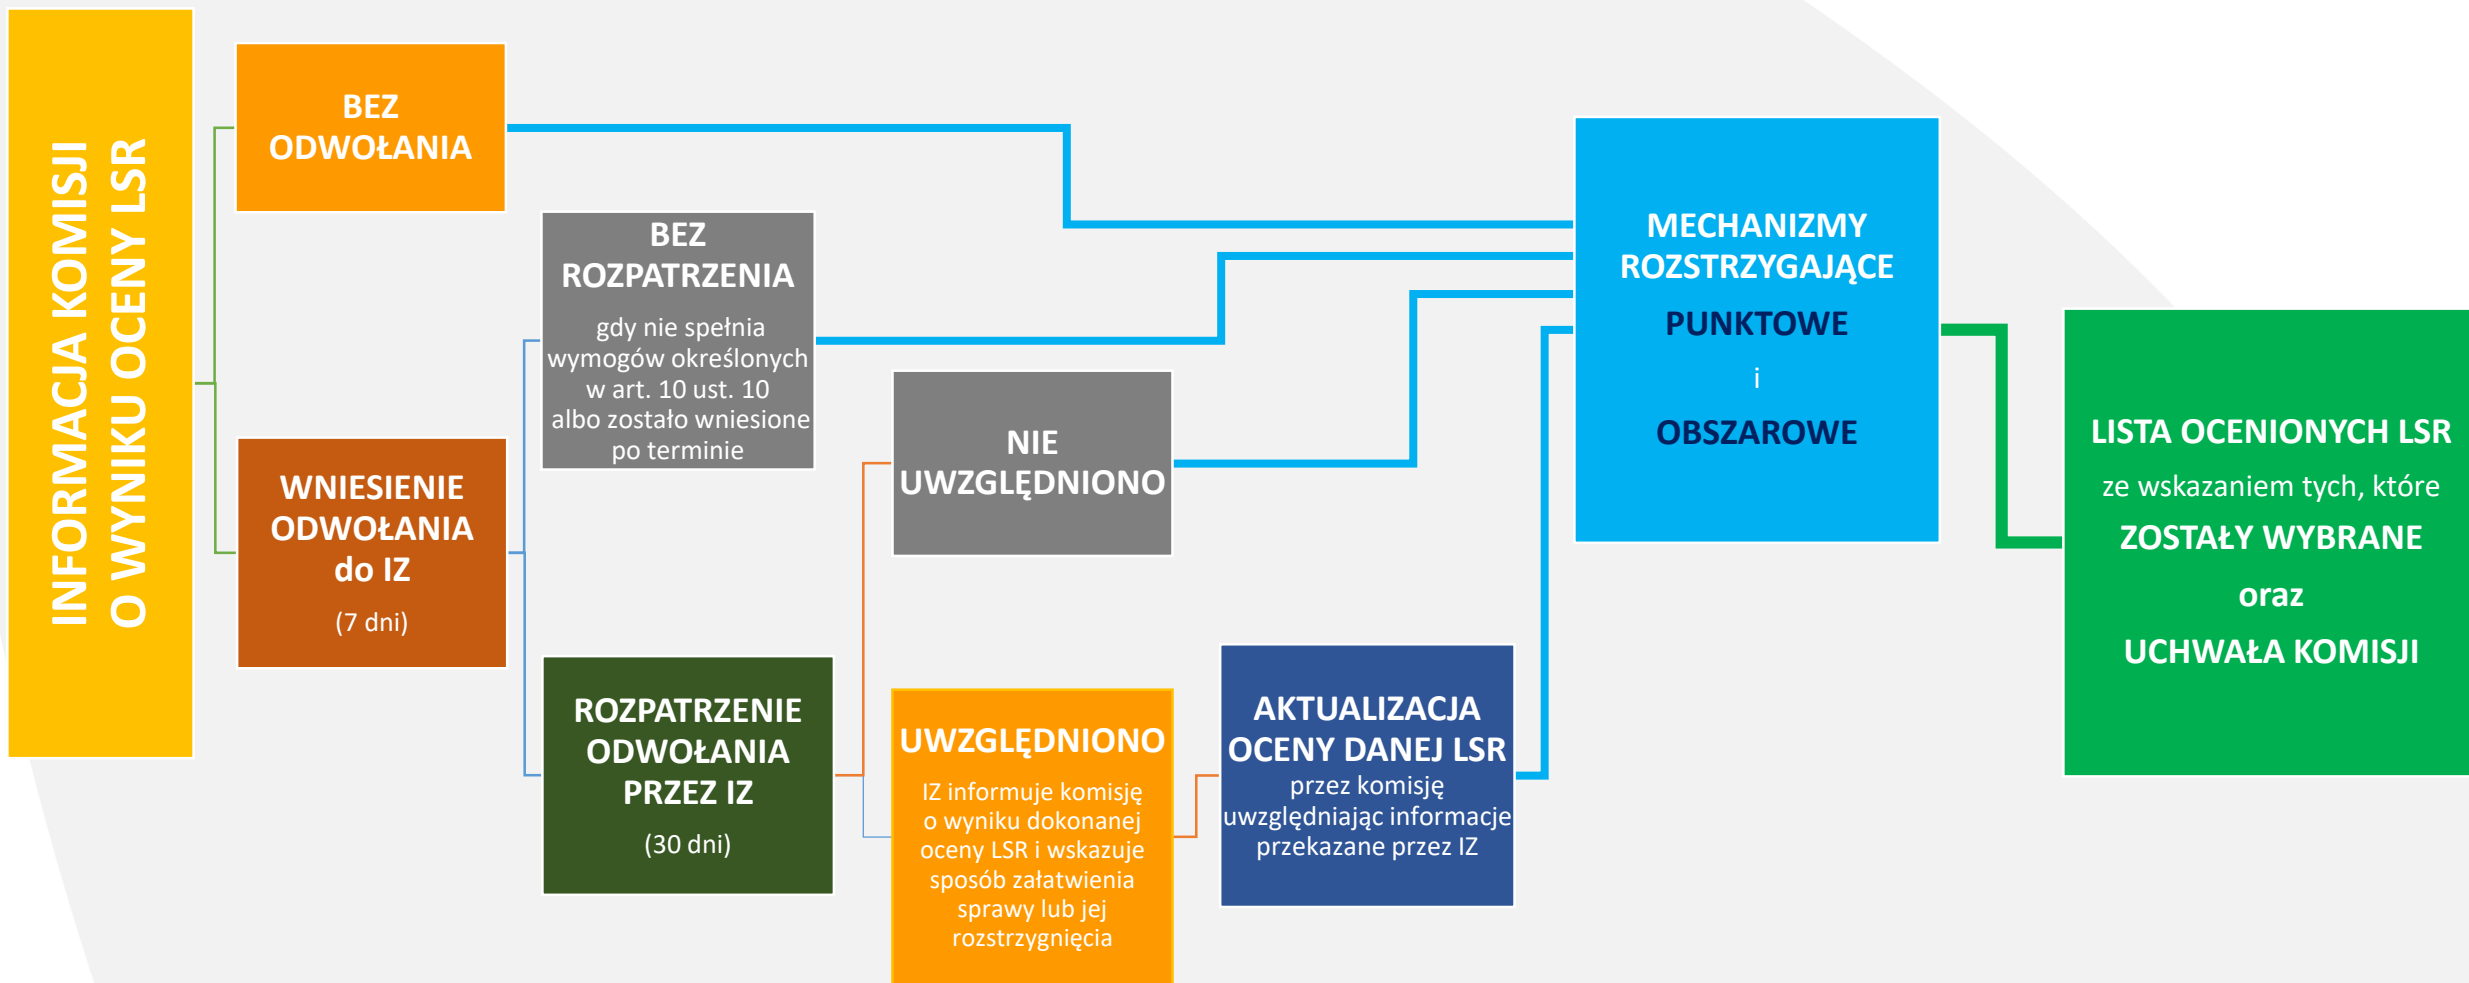 INFORMACJA KOMISJI
O WYNIKU OCENY LSR
BEZ
ODWOŁANIA
WNIESIENIE
ODWOŁANIA
do IZ
(7 dni)
BEZ
ROZPATRZENIA
gdy nie spełnia
wymogów określonych
w art. 10 ust. 10
albo zostało wniesione
po terminie
ROZPATRZENIE
ODWOŁANIA
PRZEZ IZ
(30 dni)
NIE
UWZGLĘDNIONO
UWZGLĘDNIONO
IZ informuje komisję
o wyniku dokonanej
oceny LSR i wskazuje
sposób załatwienia
sprawy lub jej
rozstrzygnięcia
AKTUALIZACJA
OCENY DANEJ LSR
przez komisję
uwzględniając informacje
przekazane przez IZ
MECHANIZMY
ROZSTRZYGAJĄCE
PUNKTOWE
i
OBSZAROWE
LISTA OCENIONYCH LSR
ze wskazaniem tych, które
ZOSTAŁY WYBRANE
oraz
UCHWAŁA KOMISJI